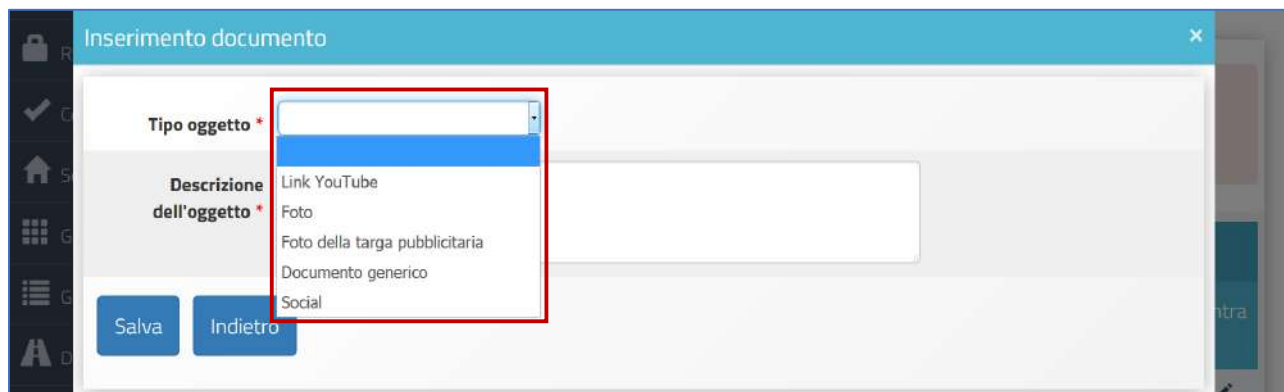 Inserimento documento ×
Tipo oggetto *
Link YouTube
Descrizione
dell'oggetto *
Foto
Foto della targa pubblicitaria
Documento generico
Social
Salva Indietro
ntra